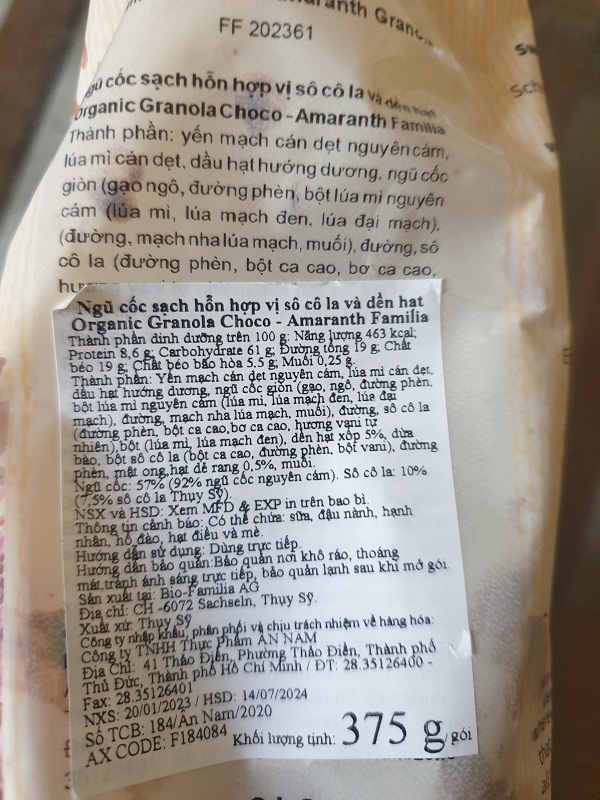 Amaranth Grano
FF 202361
Ngũ cốc sạch hỗn hợp vị sô cô la và dền hạt
Organic Granola Choco - Amaranth Familia
Thành phần: yến mạch cán dẹt nguyên cám,
lúa mì cán dẹt, dầu hạt hướng dương, ngũ cốc
giòn (gạo ngô, đường phèn, bột lúa mì nguyên
cám (lúa mì, lúa mạch đen, lúa đại mạch),
(đường, mạch nha lúa mạch, muối), đường, sô
cô la (đường phèn, bột ca cao, bơ ca cao,
Ngũ cốc sạch hỗn hợp vị sô cô la và dền hạt
Organic Granola Choco - Amaranth Familia
Thành phần dinh dưỡng trên 100 g: Năng lượng 463 kcal;
Protein 8,6 g; Carbohydrate 61 g; Đường tổng 19 g; Chất
béo 19 g; Chất béo bão hòa 5.5 g; Muối 0,25 g.
Thành phần: Yến mạch cán dẹt nguyên cám, lúa mì cán dẹt,
dầu hạt hướng dương, ngũ cốc giòn (gạo, ngô, đường phèn,
bột lúa mì nguyên cám (lúa mì, lúa mạch đen, lúa đại
mạch), đường, mạch nha lúa mạch, muối), đường, sô cô la
(đường phèn, bột ca cao,bơ ca cao, hương vani tự
nhiên),bột (lúa mì, lúa mạch đen), dền hạt xốp 5%, dừa
bào, bột sô cô la (bột ca cao, đường phèn, bột vani), đường
phèn, mật ong,hạt dẻ rang 0,5%, muối.
Ngũ cốc: 57% (92% ngũ cốc nguyên cám). Sô cô la: 10%
(7,5% sô cô la Thụy Sỹ).
NSX và HSD: Xem MFD & EXP in trên bao bì.
Thông tin cảnh báo: Có thể chứa: sữa, đậu nành, hạnh
nhân, hồ đào, hạt điều và mè.
Hướng dẫn sử dụng: Dùng trực tiếp.
Hướng dẫn bảo quản:Bảo quản nơi khô ráo, thoáng
mát,tránh ánh sáng trực tiếp, bảo quản lạnh sau khi mở gói.
Sản xuất tại: Bio-Familia AG
Địa chỉ: CH -6072 Sachseln, Thụy Sỹ.
Xuất xứ: Thụy Sỹ
Công ty nhập khẩu, phân phối và chịu trách nhiệm về hàng hóa:
Công ty TNHH Thực Phẩm AN NAM
Địa Chỉ: 41 Thảo Điền, Phường Thảo Điền, Thành phố
Thủ Đức, Thành phố Hồ Chí Minh / ĐT: 28.35126400 -
Fax: 28.35126401
NXS: 20/01/2023 / HSD: 14/07/2024
Số TCB: 184/An Nam/2020
AX CODE: F184084
Khối lượng tịnh: 375 g/gói